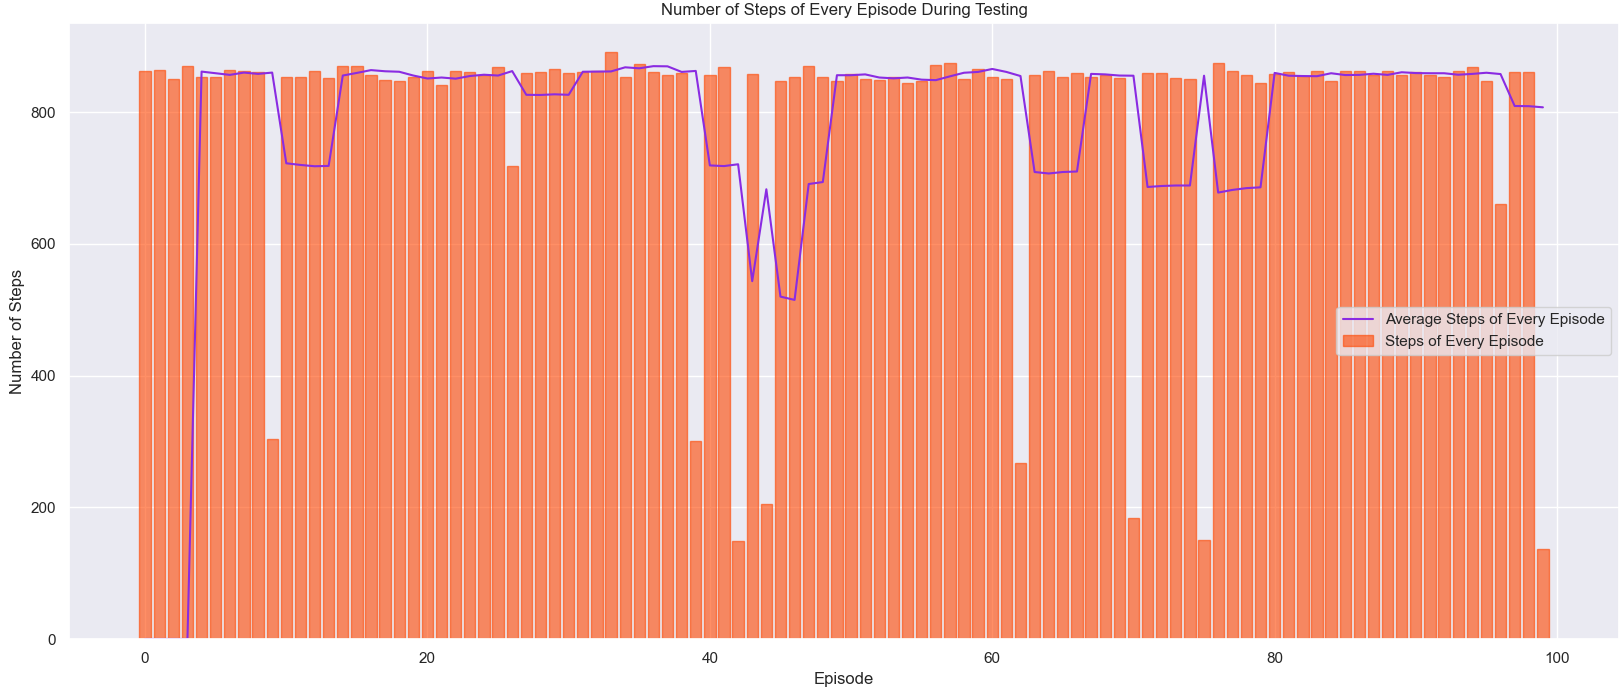 Number of Steps of Every Episode During Testing
800
600
400
200
0
Number of Steps
Average Steps of Every Episode
Steps of Every Episode
0 20 40 60 80 100
Episode